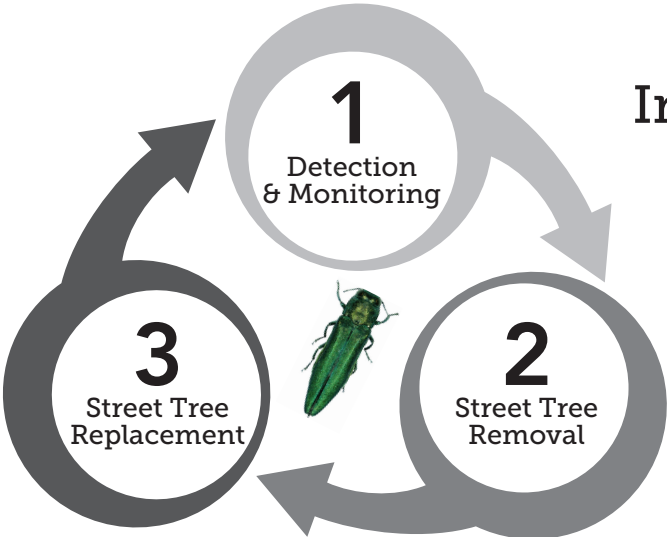 1
Detection
& Monitoring
2
Street Tree
Removal
3
Street Tree
Replacement